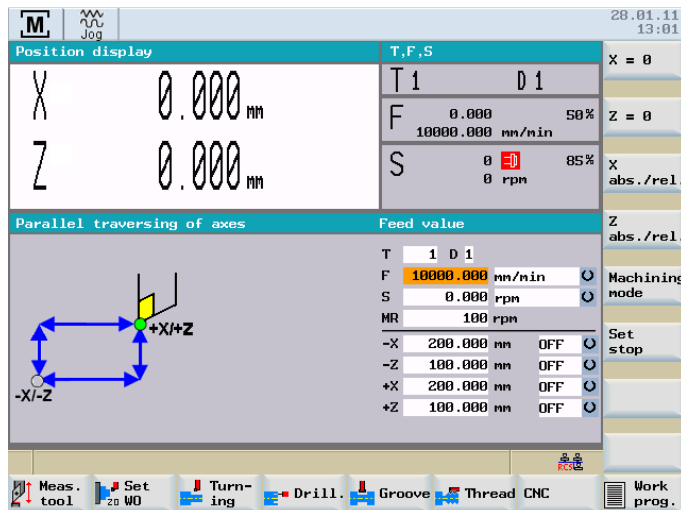 M
Jog
28.01.11
13:01
Position display
X 0.000 mm
Z 0.000 mm
T,F,S
T 1 D 1
F 0.000 50%
10000.000 mm/min
S 0 85%
0 rpm
X = 0
Z = 0
X
abs./rel.
Z
abs./rel.
Machining
mode
Set
stop
Parallel traversing of axes
+X/+Z
-X/-Z
Feed value
T 1 D 1
F 10000.000 mm/min
S 0.000 rpm
MR 100 rpm
-X 200.000 mm OFF
-Z 100.000 mm OFF
+X 200.000 mm OFF
+Z 100.000 mm OFF
RCS
Meas.
tool
Set
Z0 WO
Turn-
ing
Drill.
Groove
Thread
CNC
Work
prog.